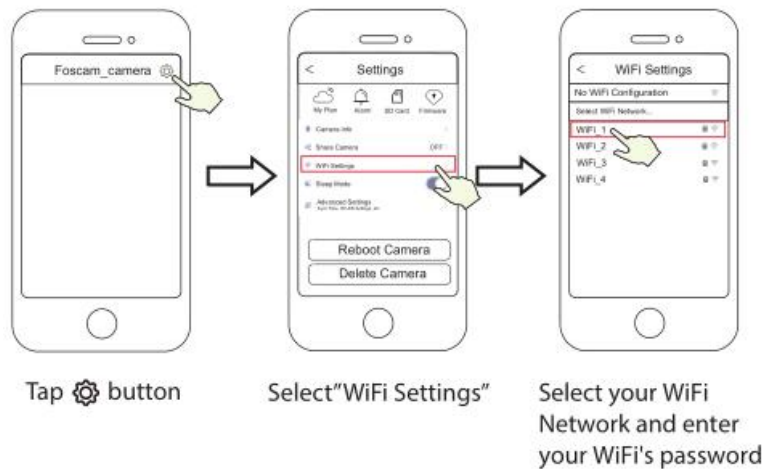 Foscam_camera
Settings
My Plan Alarm SD Card Firmware
Camera Info
Share Camera OFF
WiFi Settings
Sleep Mode
Advanced Settings
Reboot Camera
Delete Camera
WiFi Settings
No WiFi Configuration
Select WiFi Network...
WiFi_1
WiFi_2
WiFi_3
WiFi_4
Tap button
Select"WiFi Settings"
Select your WiFi
Network and enter
your WiFi's password